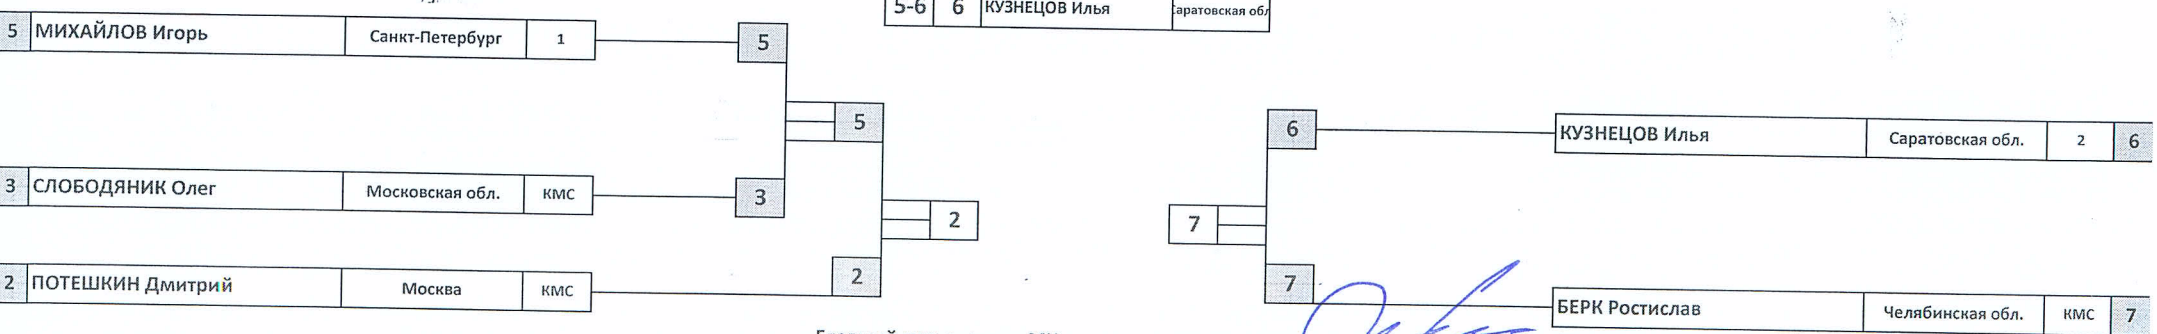 5-6 6 КУЗНЕЦОВ Илья Саратовская обл
5 МИХАЙЛОВ Игорь Санкт-Петербург 1 5
5
6 КУЗНЕЦОВ Илья Саратовская обл. 2 6
3 СЛОБОДЯНИК Олег Московская обл. КМС 3
2 7
2 ПОТЕШКИН Дмитрий Москва КМС 2
7 БЕРК Ростислав Челябинская обл. КМС 7